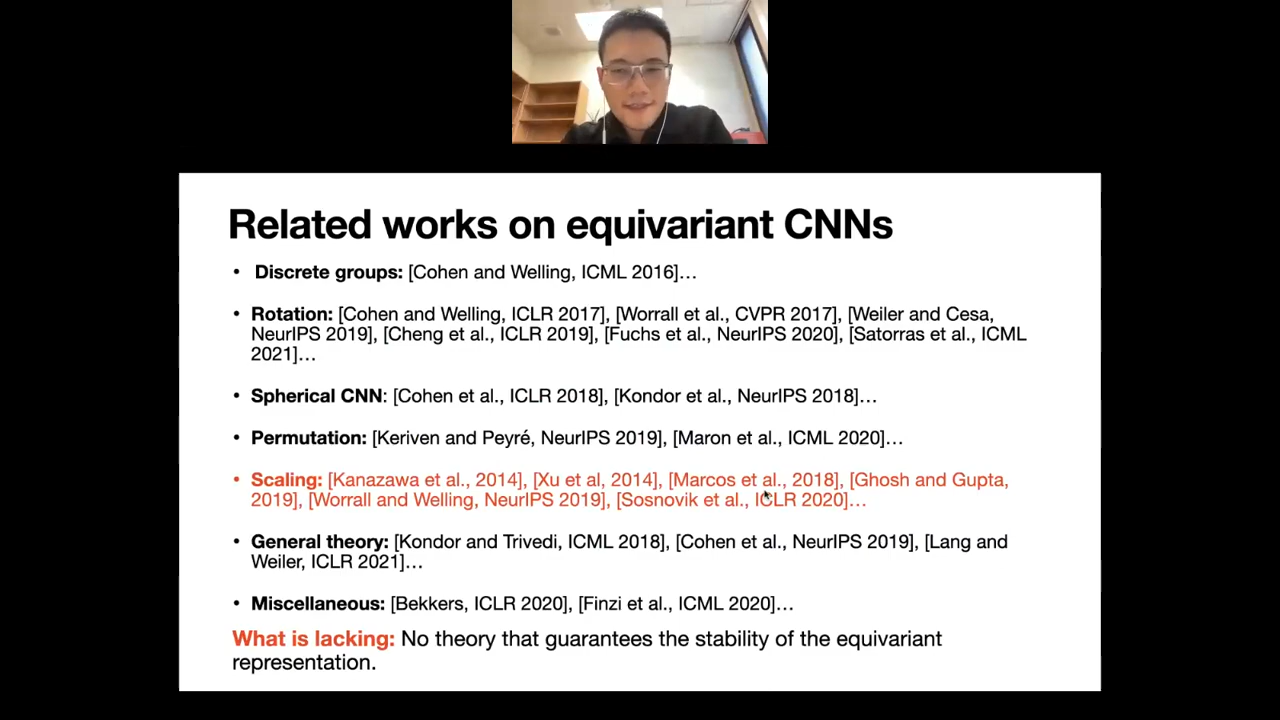 Related works on equivariant CNNs
• Discrete groups: [Cohen and Welling, ICML 2016]…
• Rotation: [Cohen and Welling, ICLR 2017], [Worrall et al., CVPR 2017], [Weiler and Cesa,
NeurIPS 2019], [Cheng et al., ICLR 2019], [Fuchs et al., NeurIPS 2020], [Satorras et al., ICML
2021]…
• Spherical CNN: [Cohen et al., ICLR 2018], [Kondor et al., NeurIPS 2018]…
• Permutation: [Keriven and Peyré, NeurIPS 2019], [Maron et al., ICML 2020]…
• Scaling: [Kanazawa et al., 2014], [Xu et al, 2014], [Marcos et al., 2018], [Ghosh and Gupta,
2019], [Worrall and Welling, NeurIPS 2019], [Sosnovik et al., ICLR 2020]…
• General theory: [Kondor and Trivedi, ICML 2018], [Cohen et al., NeurIPS 2019], [Lang and
Weiler, ICLR 2021]…
• Miscellaneous: [Bekkers, ICLR 2020], [Finzi et al., ICML 2020]…
What is lacking: No theory that guarantees the stability of the equivariant
representation.